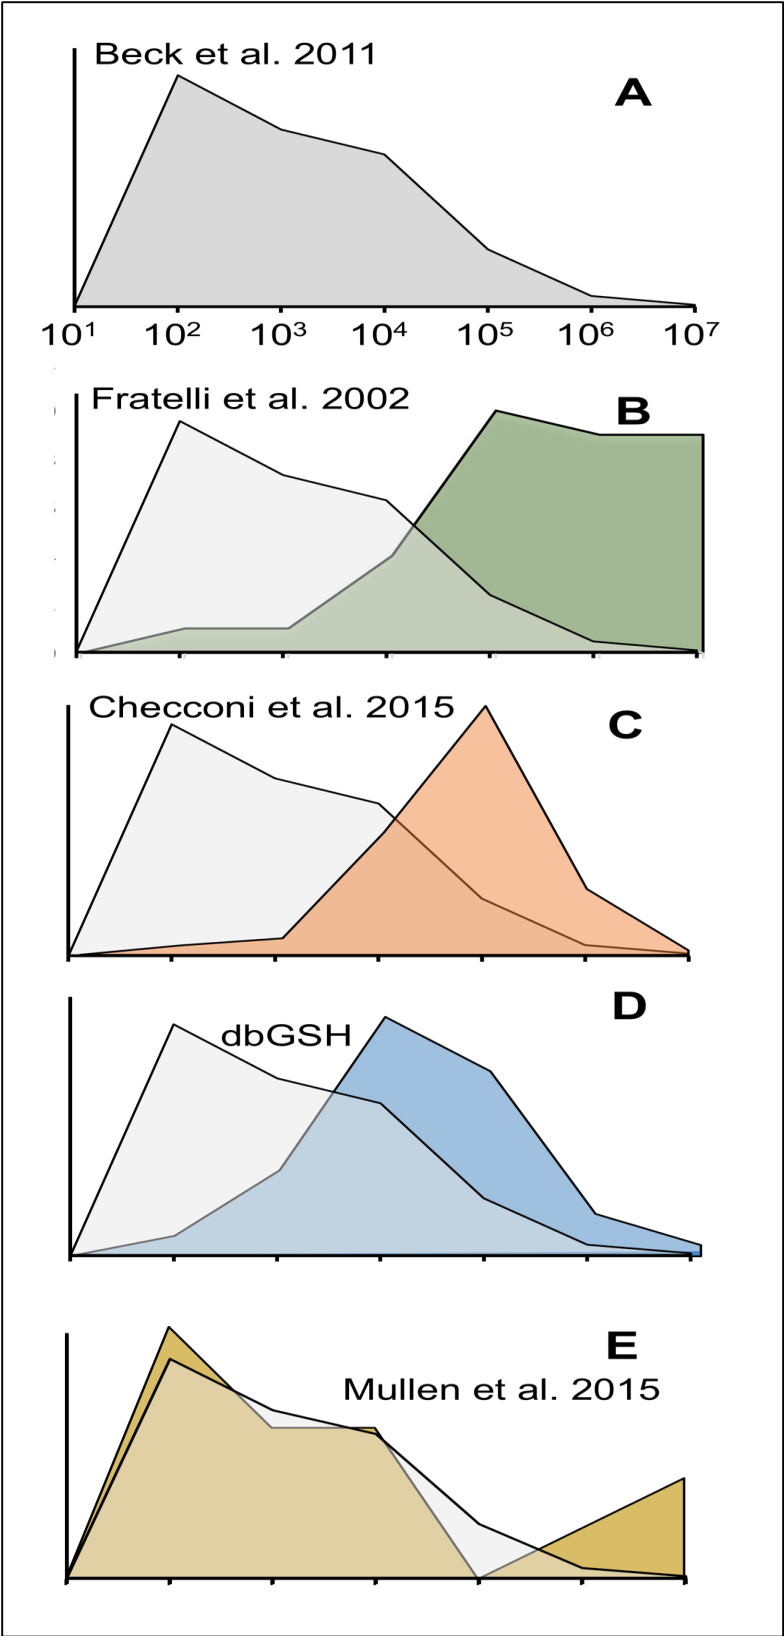 Beck et al. 2011
A
10¹ 10² 10³ 10⁴ 10⁵ 10⁶ 10⁷
Fratelli et al. 2002
B
Checconi et al. 2015
C
D
dbGSH
E
Mullen et al. 2015